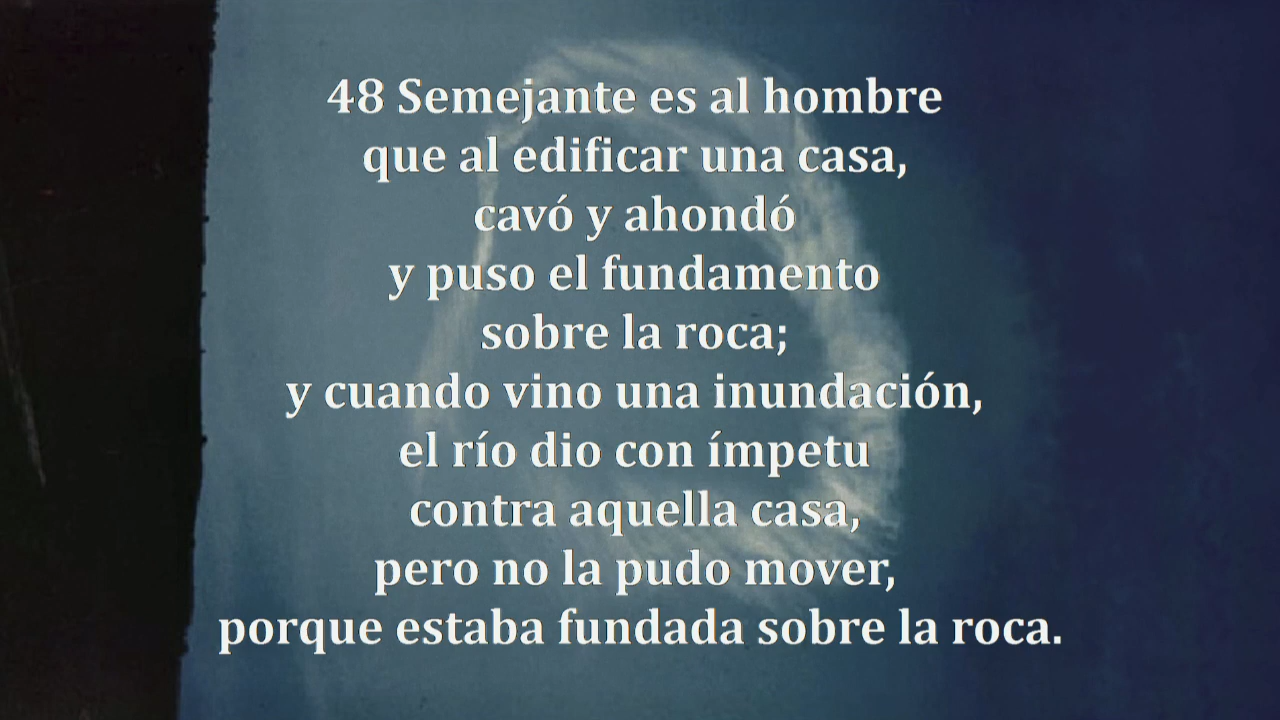 48 Semejante es al hombre
que al edificar una casa,
cavó y ahondó
y puso el fundamento
sobre la roca;
y cuando vino una inundación,
el río dio con ímpetu
contra aquella casa,
pero no la pudo mover,
porque estaba fundada sobre la roca.